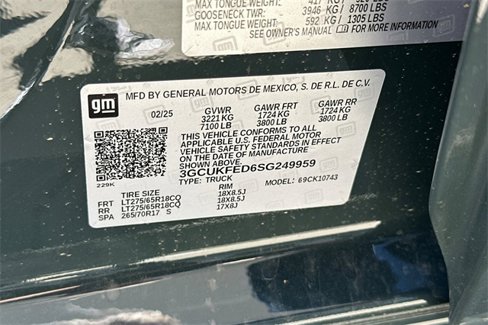 MAX TONGUE WEIGHT:
GOOSENECK TWR: 3946 KG / 8700 LBS
MAX TONGUE WEIGHT: 592 KG / 1305 LBS
SEE OWNER'S MANUAL FOR MORE INFORMATION
gm
MFD BY GENERAL MOTORS DE MEXICO, S. DE R.L. DE C.V.
02/25 GVWR GAWR FRT GAWR RR
3221 KG 1724 KG 1724 KG
7100 LB 3800 LB 3800 LB
THIS VEHICLE CONFORMS TO ALL
APPLICABLE U.S. FEDERAL MOTOR
VEHICLE SAFETY STANDARDS IN EFFECT
ON THE DATE OF MANUFACTURE SHOWN ABOVE.
3GCUKFED6SG249959
229K TYPE: TRUCK 69CK10743
TIRE SIZE RIM
FRT LT275/65R18CQ 18X8.5J
RR LT275/65R18CQ 18X8.5J
SPA 265/70R17 S 17X8J